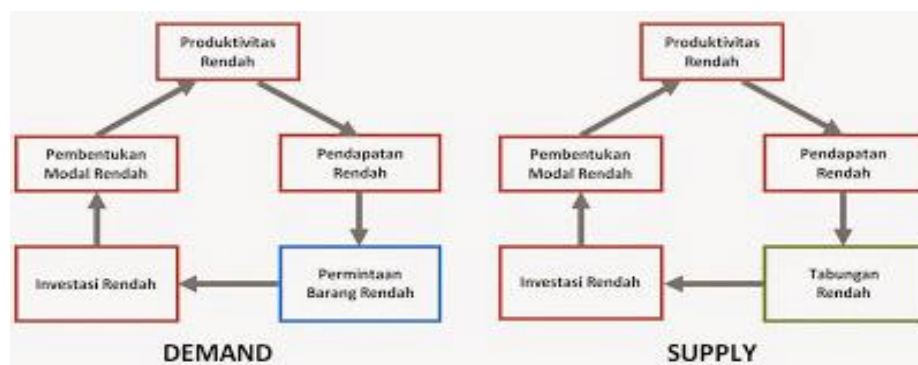 Produktivitas
Rendah
Pembentukan
Modal Rendah
Pendapatan
Rendah
Investasi Rendah
Permintaan
Barang Rendah
DEMAND
Produktivitas
Rendah
Pembentukan
Modal Rendah
Pendapatan
Rendah
Investasi Rendah
Tabungan
Rendah
SUPPLY